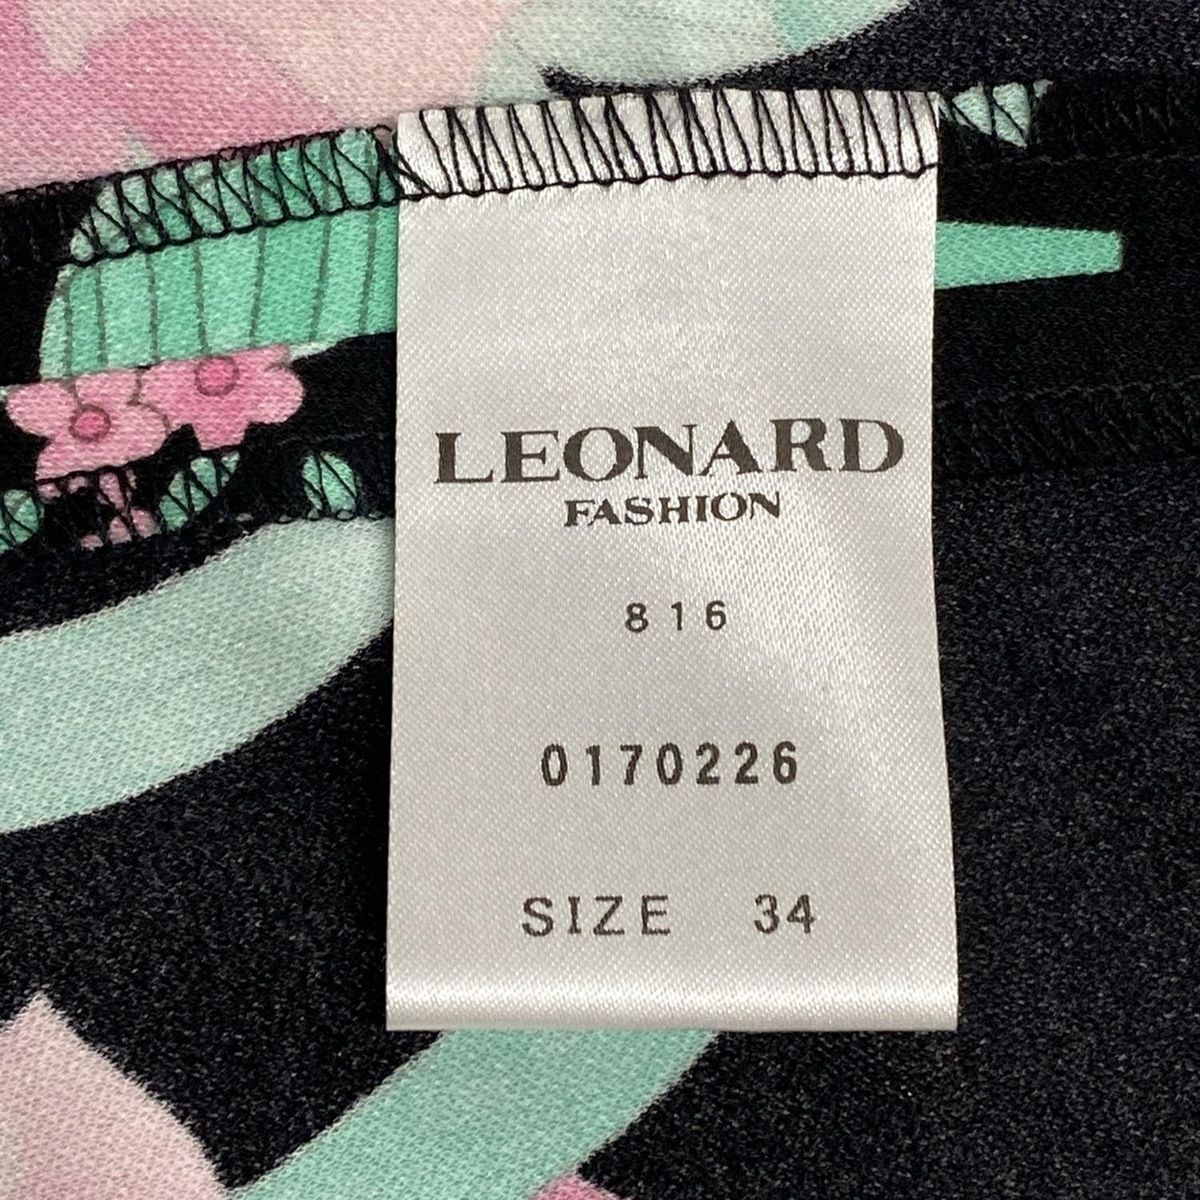 LEONARD
FASHION
816
0170226
SIZE 34